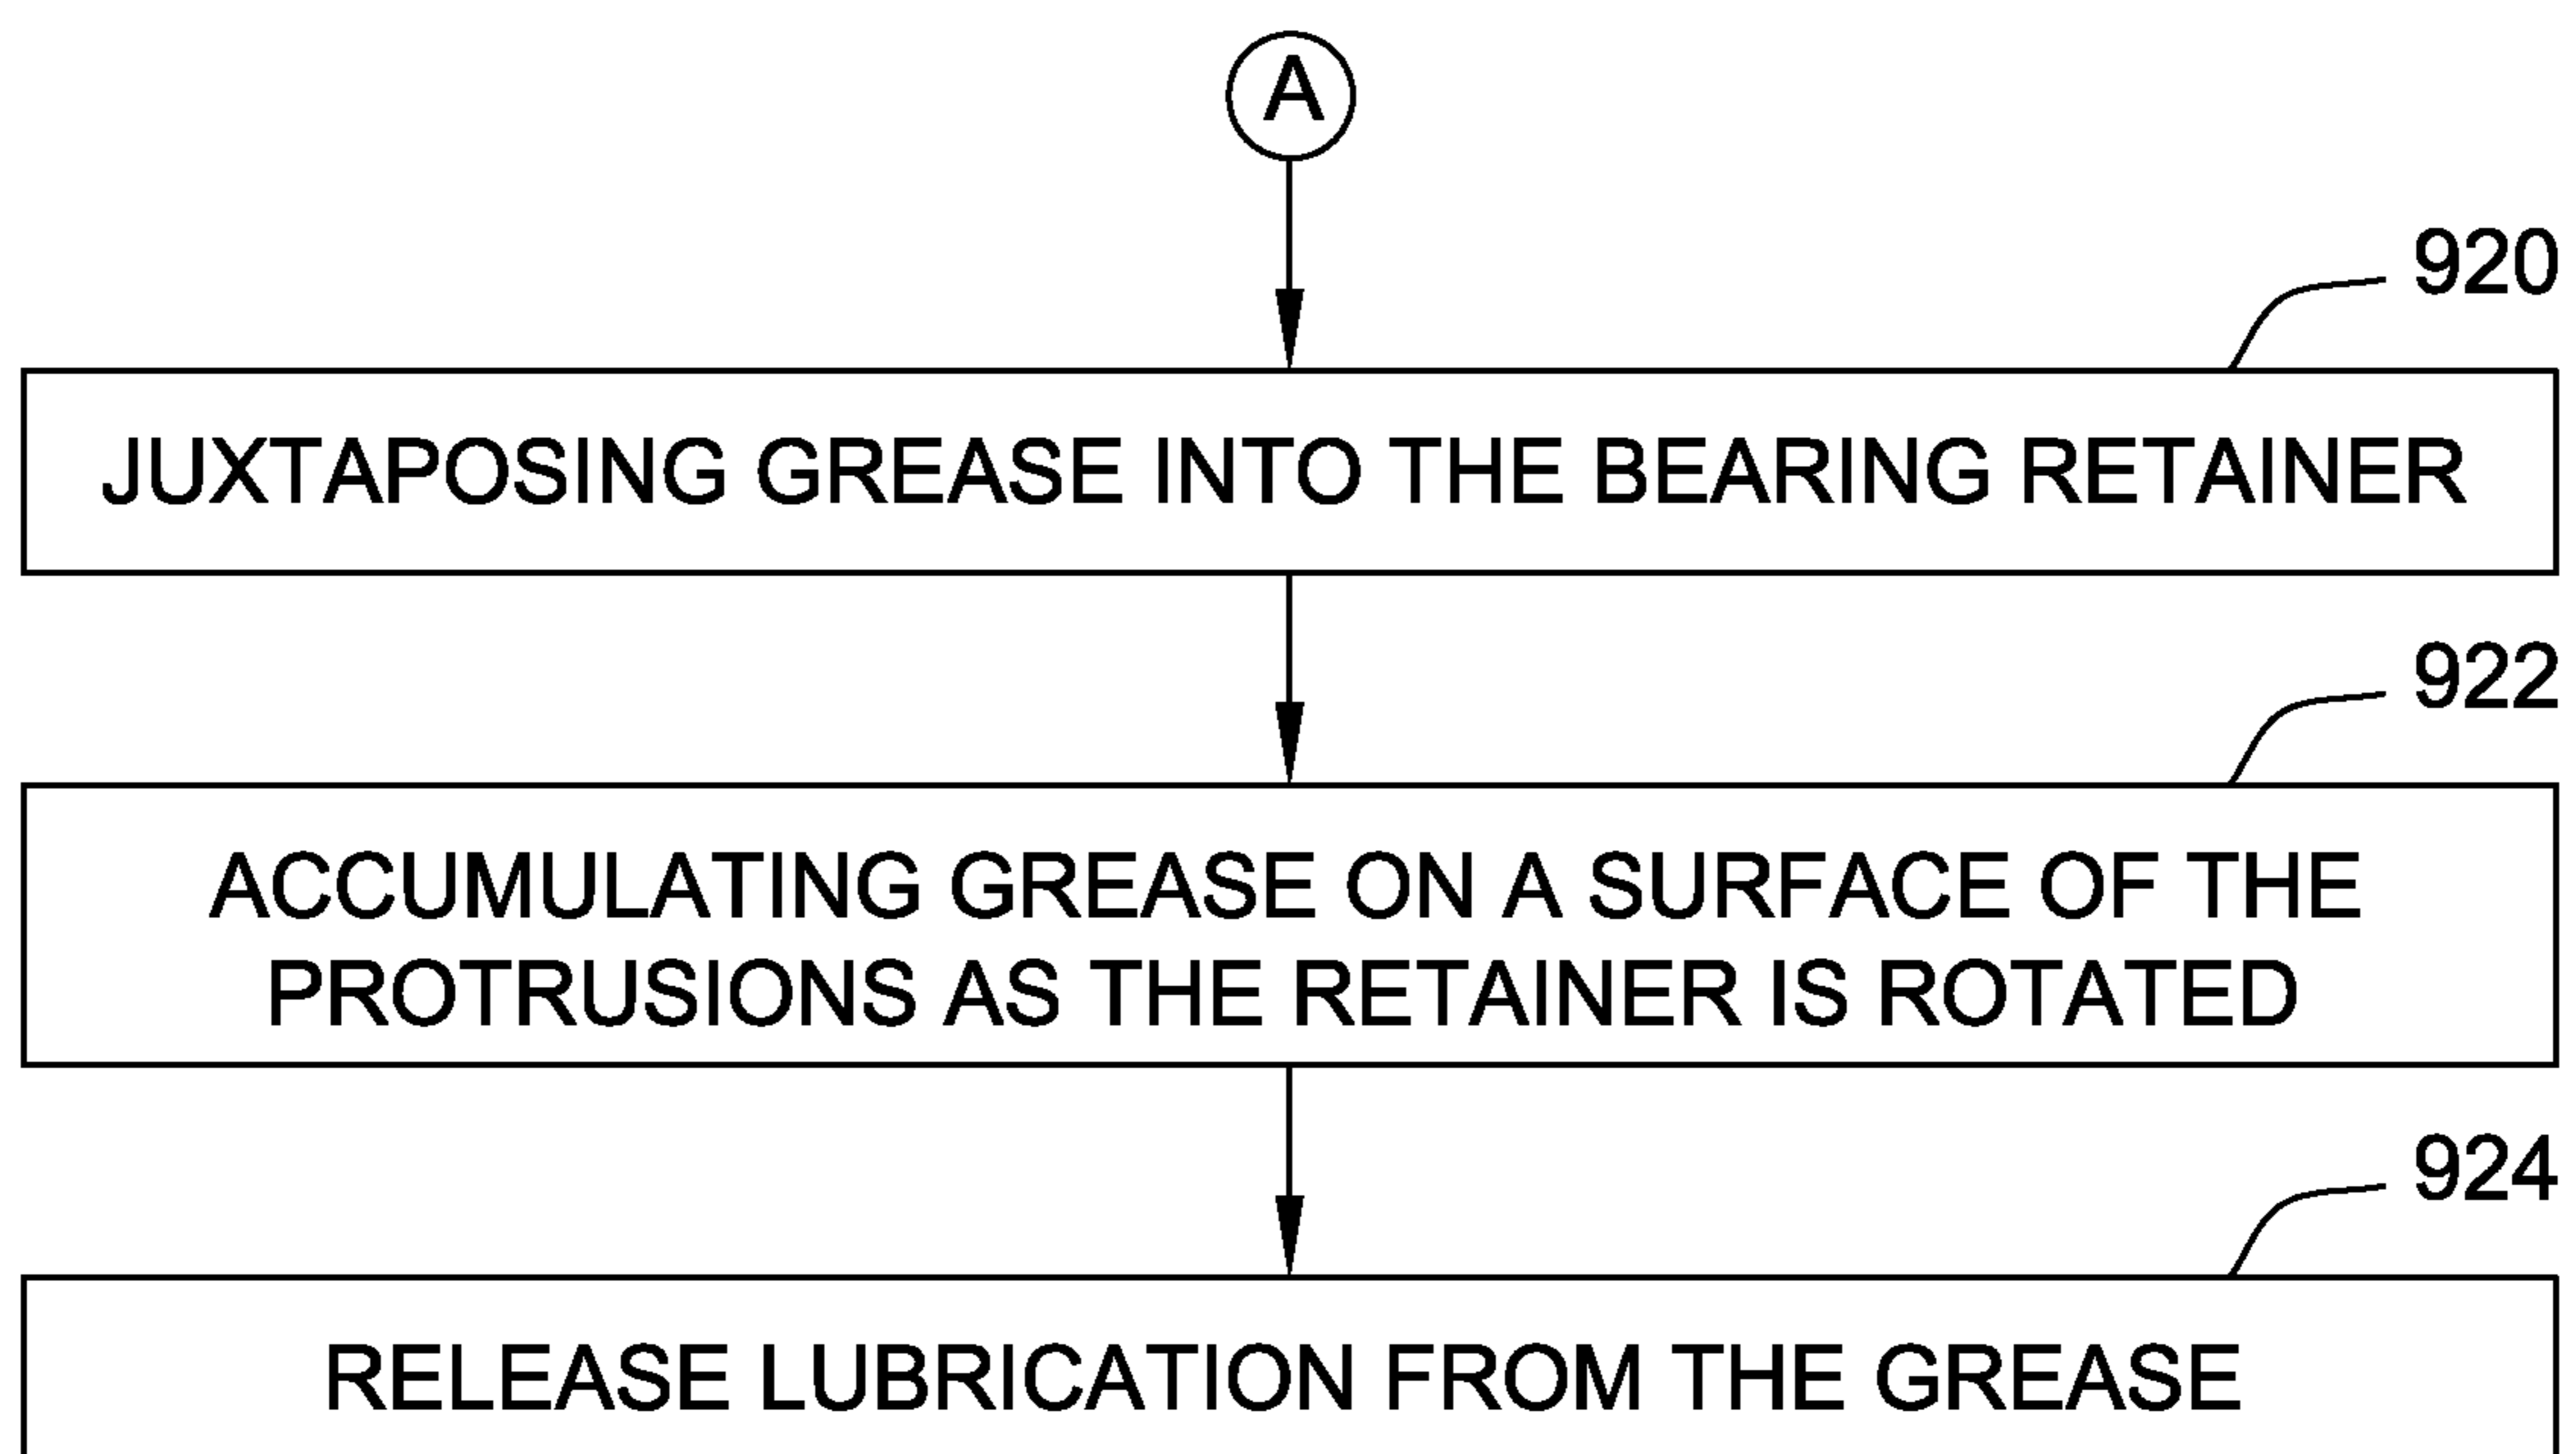 A
920
JUXTAPOSING GREASE INTO THE BEARING RETAINER
922
ACCUMULATING GREASE ON A SURFACE OF THE
PROTRUSIONS AS THE RETAINER IS ROTATED
924
RELEASE LUBRICATION FROM THE GREASE